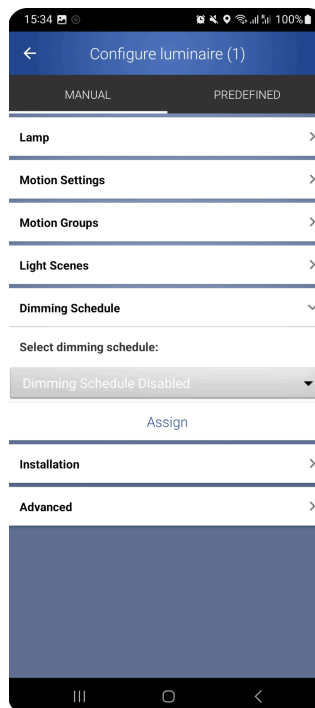 15:34
100%
Configure luminaire (1)
MANUAL PREDEFINED
Lamp
Motion Settings
Motion Groups
Light Scenes
Dimming Schedule
Select dimming schedule:
Dimming Schedule Disabled
Assign
Installation
Advanced